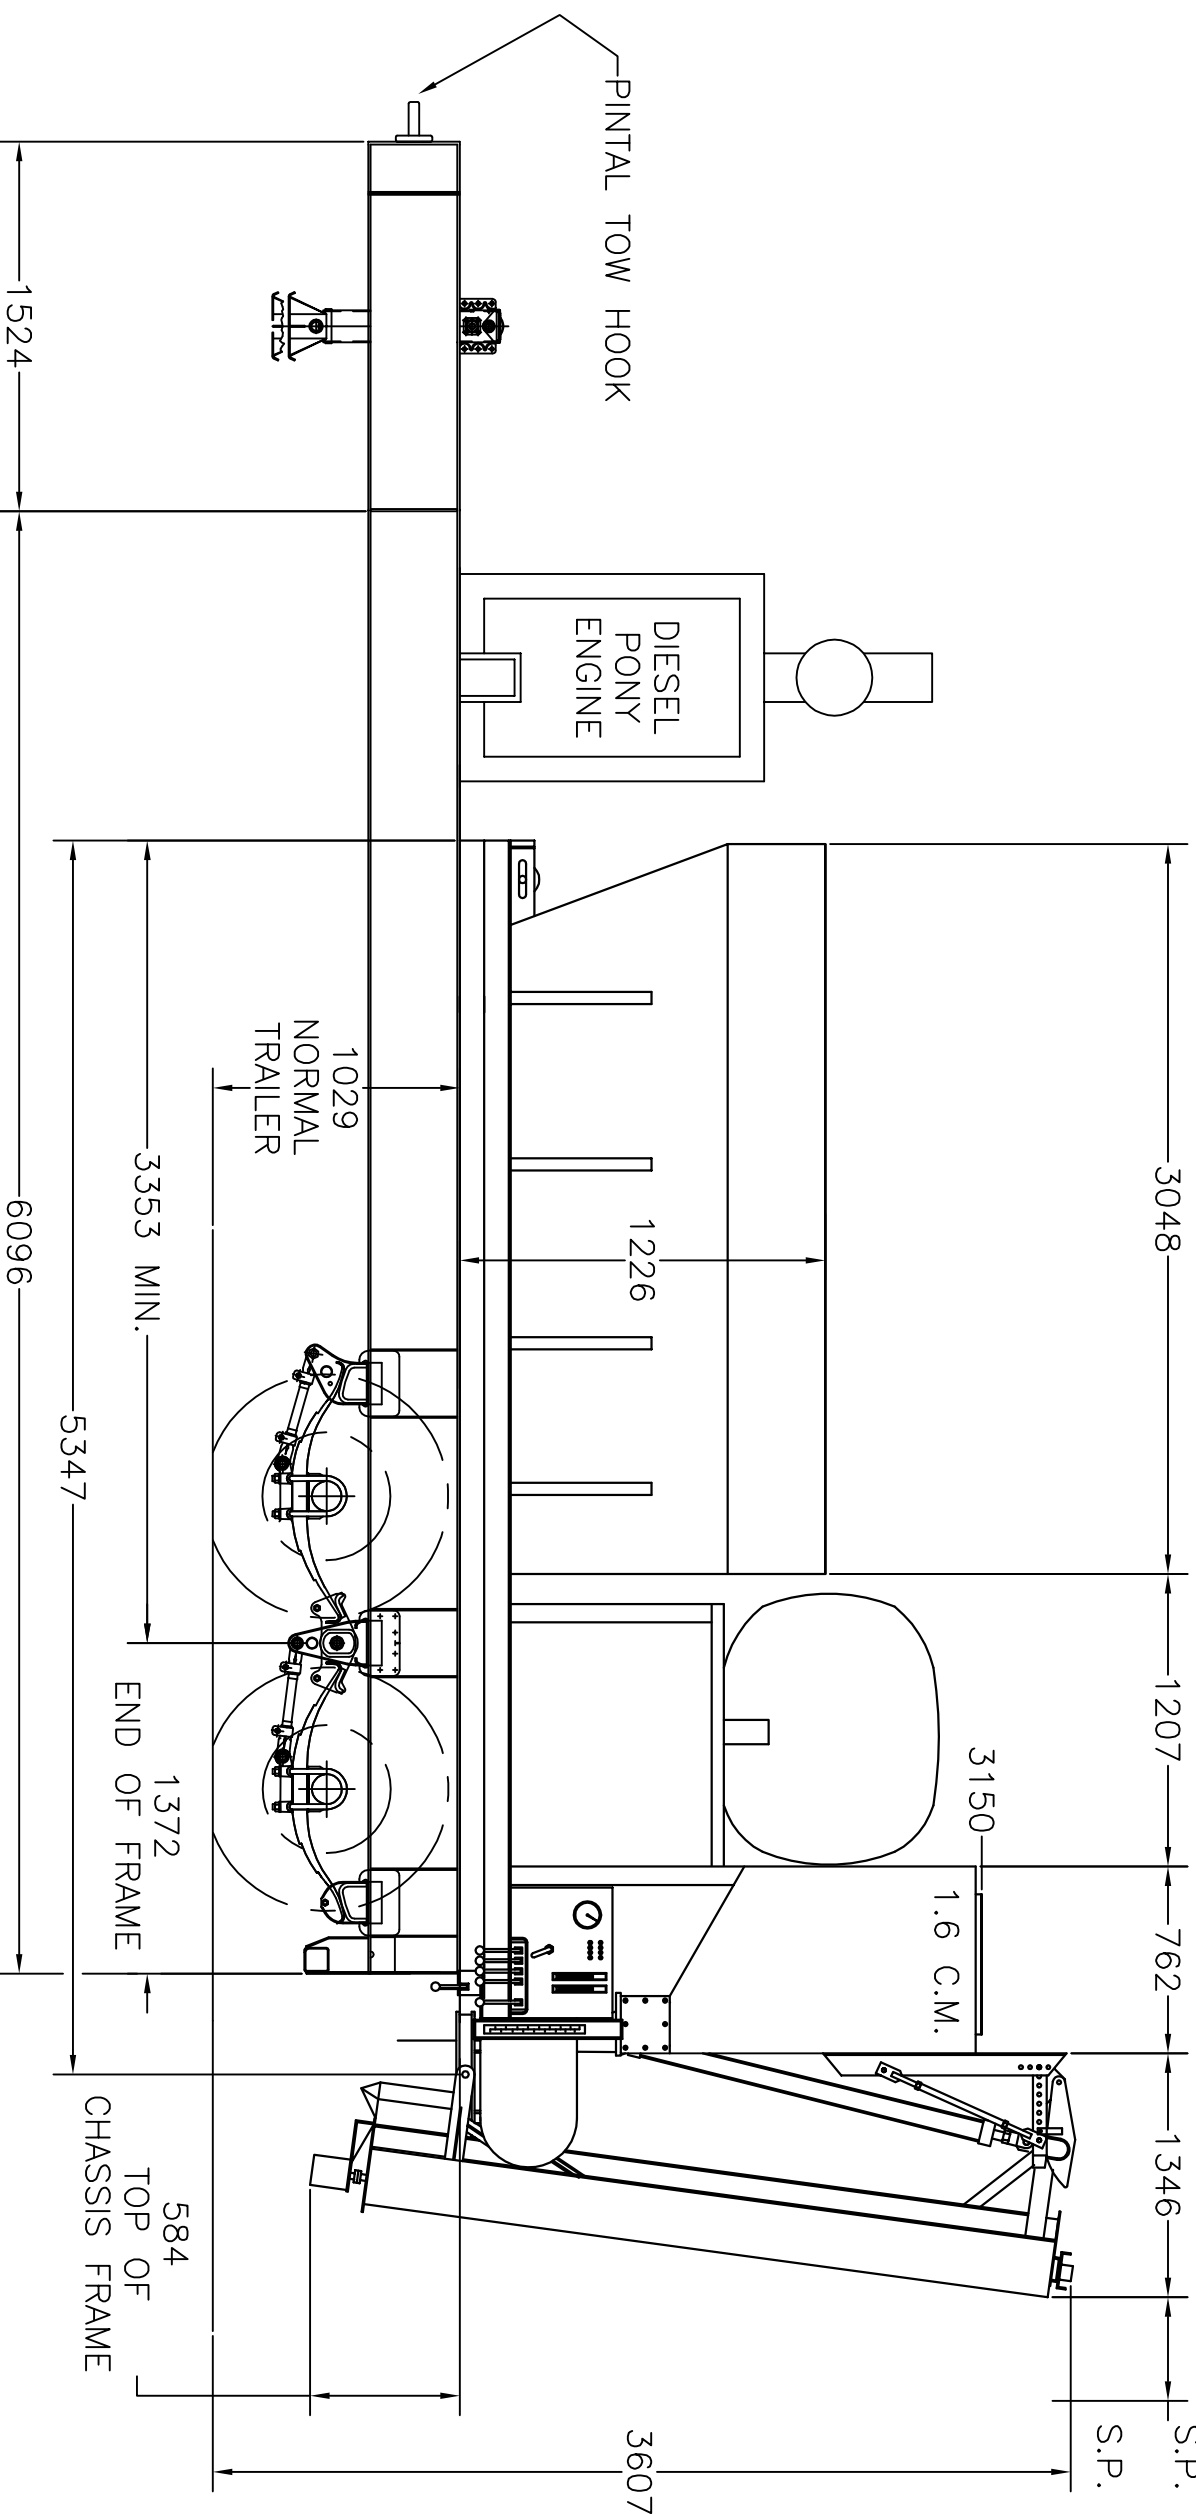 PINTAL TOW HOOK
DIESEL
PONY
ENGINE
3048
1207
762
1346
S.P.
S.P.
3150
1.6 C.M.
1226
1029
NORMAL
TRAILER
3353 MIN.
5347
1372
END OF FRAME
584
TOP OF
CHASSIS FRAME
3607
1524
6096